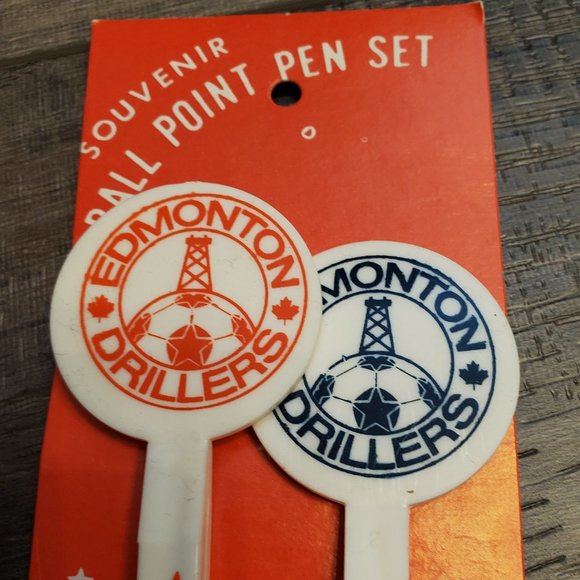 SOUVENIR
BALL POINT PEN SET
EDMONTON
DRILLERS
MONTON
DRILLERS